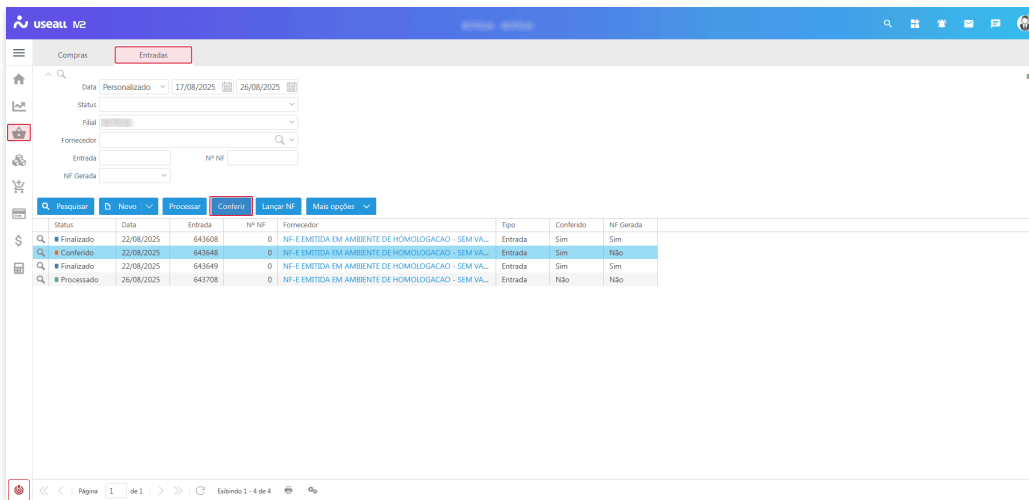 useall M2
Compras Entradas
Data Personalizado 17/08/2025 26/08/2025
Status
Filial
Fornecedor
Entrada Nº NF
NF Gerada
Pesquisar Novo Processar Conferir Lançar NF Mais opções
Status Data Entrada Nº NF Fornecedor Tipo Conferido NF Gerada
Finalizado 22/08/2025 643608 0 NF-E EMITIDA EM AMBIENTE DE HOMOLOGACAO - SEM VA... Entrada Sim Sim
Conferido 22/08/2025 643648 0 NF-E EMITIDA EM AMBIENTE DE HOMOLOGACAO - SEM VA... Entrada Sim Não
Finalizado 22/08/2025 643649 0 NF-E EMITIDA EM AMBIENTE DE HOMOLOGACAO - SEM VA... Entrada Sim Sim
Processado 26/08/2025 643708 0 NF-E EMITIDA EM AMBIENTE DE HOMOLOGACAO - SEM VA... Entrada Não Não
Página 1 de 1 Exibindo 1 - 4 de 4